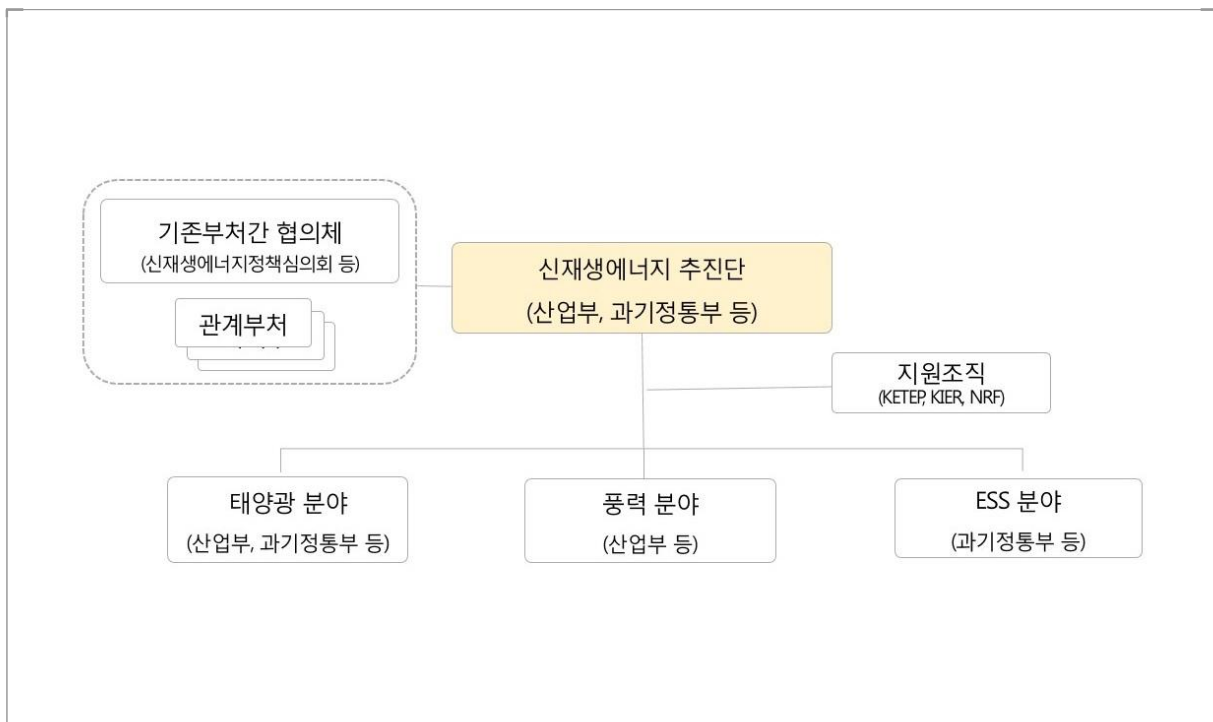 기존부처간 협의체
(신재생에너지정책심의회 등)
관계부처
신재생에너지 추진단
(산업부, 과기정통부 등)
지원조직
(KETEP, KIER, NRF)
태양광 분야
(산업부, 과기정통부 등)
풍력 분야
(산업부 등)
ESS 분야
(과기정통부 등)